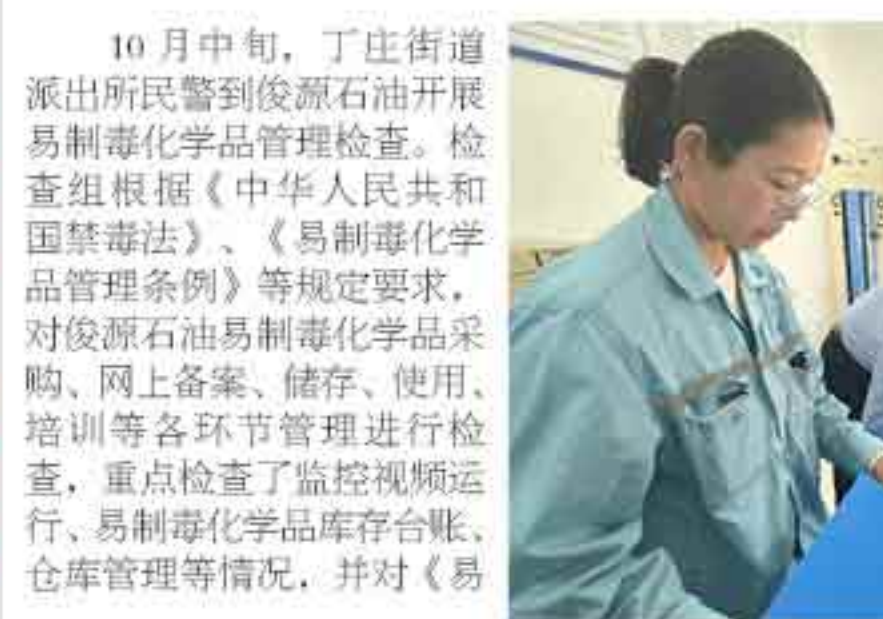 10 月中旬，丁庄街道
派出所民警到俊源石油开展
易制毒化学品管理检查。检
查组根据《中华人民共和
国禁毒法》、《易制毒化学
品管理条例》等规定要求，
对俊源石油易制毒化学品采
购、网上备案、储存、使用、
培训等各环节管理进行检
查，重点检查了监控视频运
行、易制毒化学品库存台账、
仓库管理等情况，并对《易